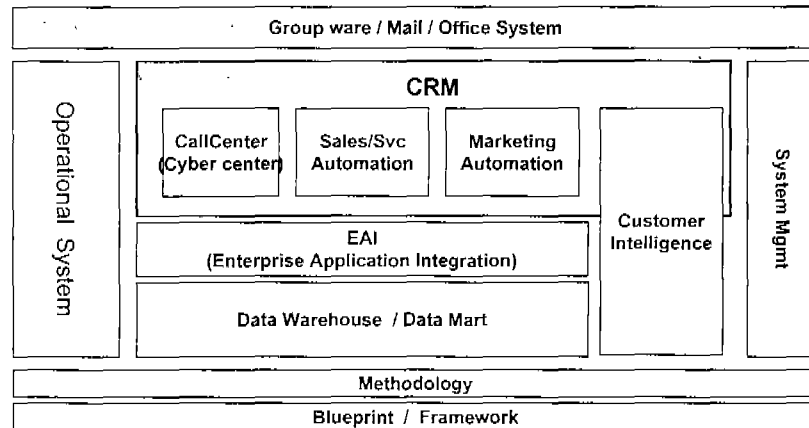 Group ware / Mail / Office System
Operational System
CRM
CallCenter
(Cyber center)
Sales/Svc
Automation
Marketing
Automation
Customer
Intelligence
System Mgmt
EAI
(Enterprise Application Integration)
Data Warehouse / Data Mart
Methodology
Blueprint / Framework